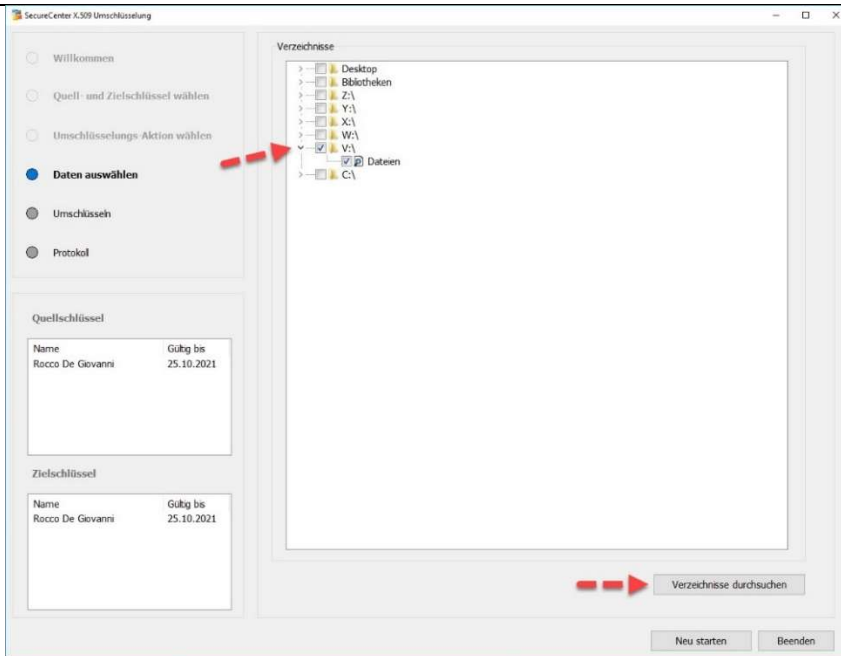 SecureCenter X.509 Umschlüsselung
Willkommen
Quell- und Zielschlüssel wählen
Umschlüsselungs-Aktion wählen
Daten auswählen
Umschlüsseln
Protokoll
Quellschlüssel
Name Gültig bis
Rocco De Giovanni 25.10.2021
Zielschlüssel
Name Gültig bis
Rocco De Giovanni 25.10.2021
Verzeichnisse
Desktop
Bibliotheken
Z:\
Y:\
X:\
W:\
V:\
Dateien
C:\
Verzeichnisse durchsuchen
Neu starten Beenden